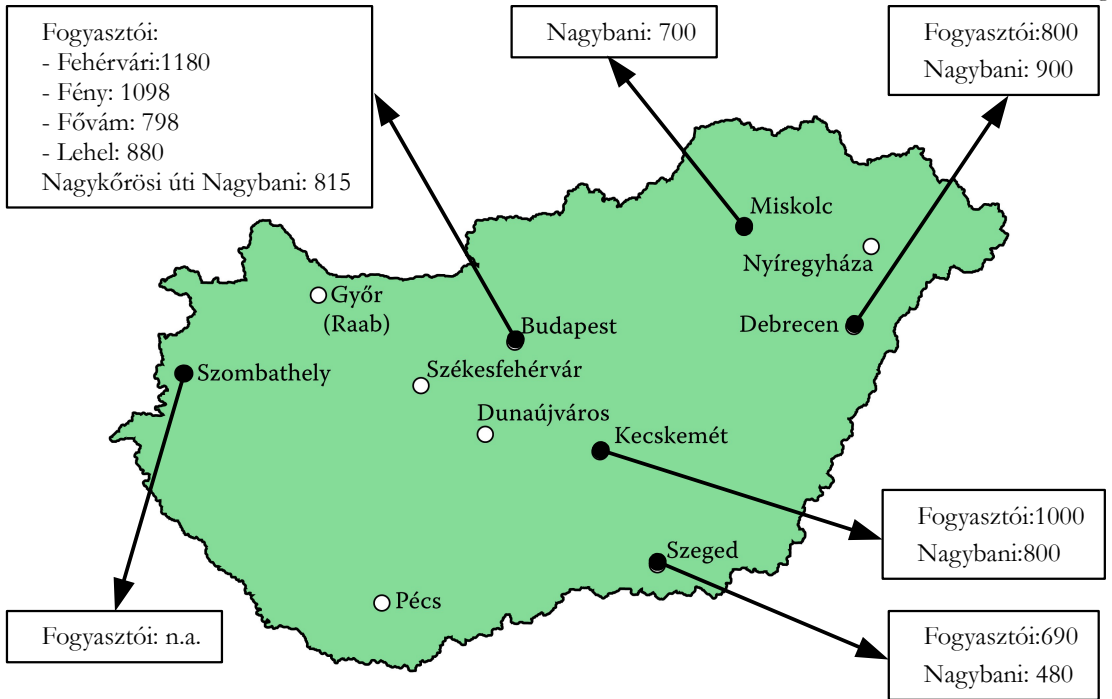 Fogyasztói:
- Fehérvári:1180
- Fény: 1098
- Fővám: 798
- Lehel: 880
Nagykőrösi úti Nagybani: 815
Nagybani: 700
Fogyasztói:800
Nagybani: 900
Miskolc
Nyíregyháza
Győr
(Raab)
Budapest
Debrecen
Szombathely
Székesfehérvár
Dunaújváros
Kecskemét
Fogyasztói:1000
Nagybani:800
Szeged
Pécs
Fogyasztói: n.a.
Fogyasztói:690
Nagybani: 480